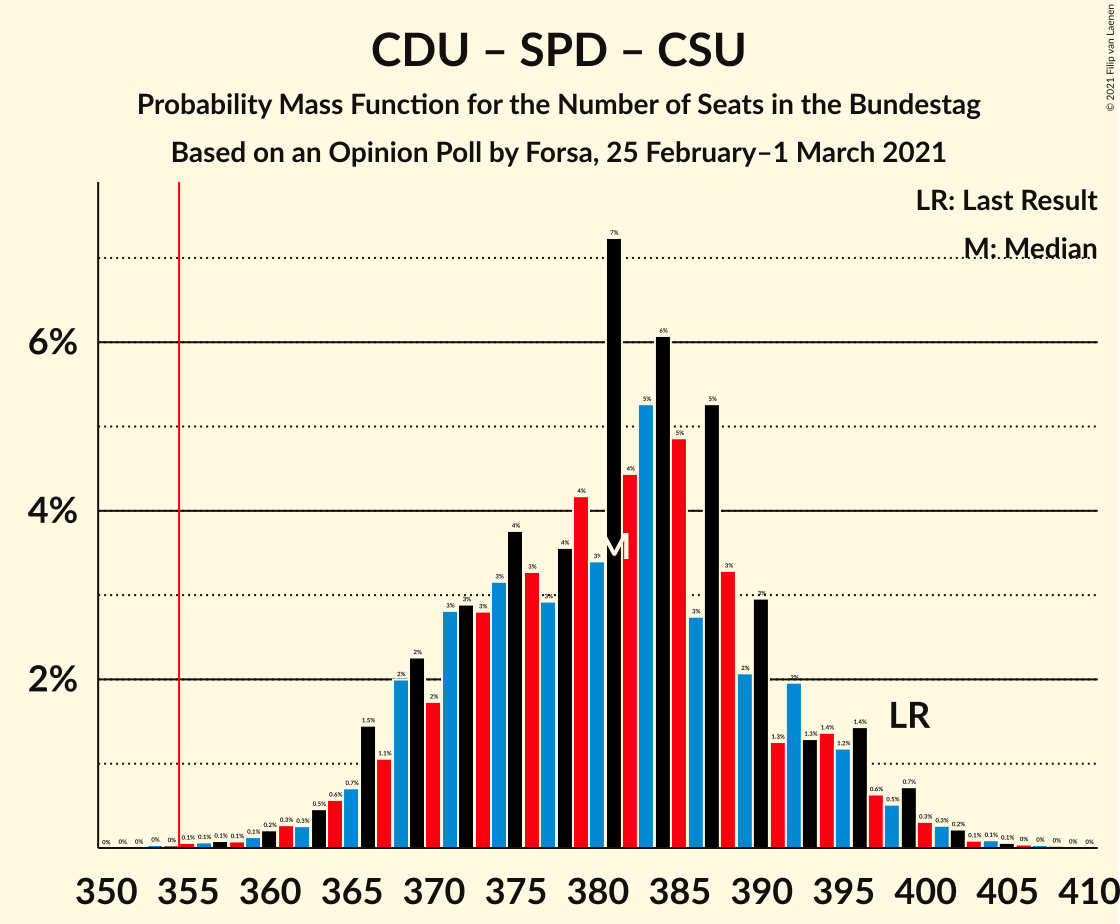 CDU – SPD – CSU
Probability Mass Function for the Number of Seats in the Bundestag
Based on an Opinion Poll by Forsa, 25 February–1 March 2021
© 2021 Filip van Laenen
LR: Last Result
M: Median
6%
4%
2%
0% 0% 0% 0% 0% 0.1% 0.1% 0.1% 0.1% 0.1% 0.2% 0.3% 0.3% 0.5% 0.6% 0.7% 1.5% 1.1% 2% 2% 2% 3% 3% 3% 3% 4% 3% 3% 4% 4% 3% 7% 4% 5% 6% 5% 3% 5% 3% 2% 3% 1.3% 2% 1.3% 1.4% 1.2% 1.4% 0.6% 0.5% 0.7% 0.3% 0.3% 0.2% 0.1% 0.1% 0.1% 0% 0% 0% 0% 0%
M
LR
350 355 360 365 370 375 380 385 390 395 400 405 410